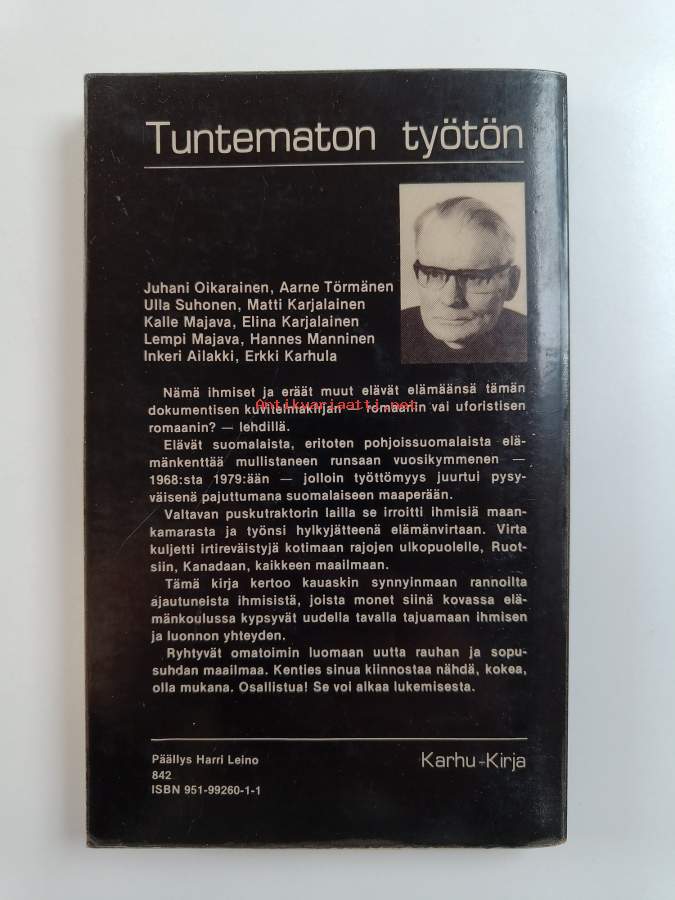 Tuntematon työtön
Juhani Oikarainen, Aarne Törmänen
Ulla Suhonen, Matti Karjalainen
Kalle Majava, Elina Karjalainen
Lempi Majava, Hannes Manninen
Inkeri Ailakki, Erkki Karhula
Nämä ihmiset ja eräät muut elävät elämäänsä tämän
dokumentisen kuvitelmakirjan — romaanin vai uforistisen
romaanin? — lehdillä.
Elävät suomalaista, eritoten pohjoissuomalaista elä-
mänkenttää mullistaneen runsaan vuosikymmenen —
1968:sta 1979:ään — jolloin työttömyys juurtui pysy-
väisenä pajuttumana suomalaiseen maaperään.
Valtavan puskutraktorin lailla se irroitti ihmisiä maan-
kamarasta ja työnsi hylkyjätteenä elämänvirtaan. Virta
kuljetti irtireväistyjä kotimaan rajojen ulkopuolelle, Ruot-
siin, Kanadaan, kaikkeen maailmaan.
Tämä kirja kertoo kauaskin synnyinmaan rannoilta
ajautuneista ihmisistä, joista monet siinä kovassa elä-
mänkoulussa kypsyvät uudella tavalla tajuamaan ihmisen
ja luonnon yhteyden.
Ryhtyvät omatoimin luomaan uutta rauhan ja sopu-
suhdan maailmaa. Kenties sinua kiinnostaa nähdä, kokea,
olla mukana. Osallistua! Se voi alkaa lukemisesta.
Päällys Harri Leino
842
ISBN 951-99260-1-1
Karhu-Kirja
Antikvariaatti.net